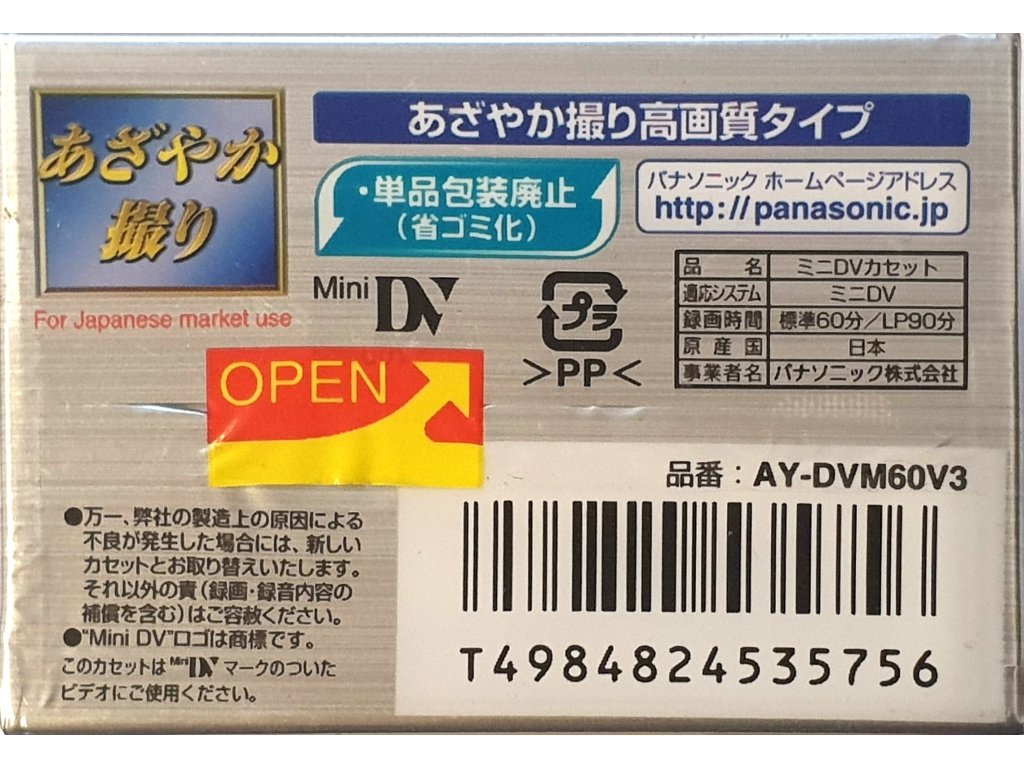 あざやか
撮り
For Japanese market use
あざやか撮り高画質タイプ
・単品包装廃止
(省ゴミ化)
パナソニック ホームページアドレス
http://panasonic.jp
Mini DV
プラ
>PP<
品名 ミニDVカセット
適応システム ミニDV
録画時間 標準60分/LP90分
原産国 日本
事業者名 パナソニック株式会社
OPEN
品番:AY-DVM60V3
●万一、弊社の製造上の原因による
不良が発生した場合には、新しい
カセットとお取り替えいたします。
それ以外の責(録画・録音内容の
補償を含む)はご容赦ください。
●"Mini DV"ロゴは商標です。
このカセットは Mini DV マークのついた
ビデオにご使用ください。
T4984824535756